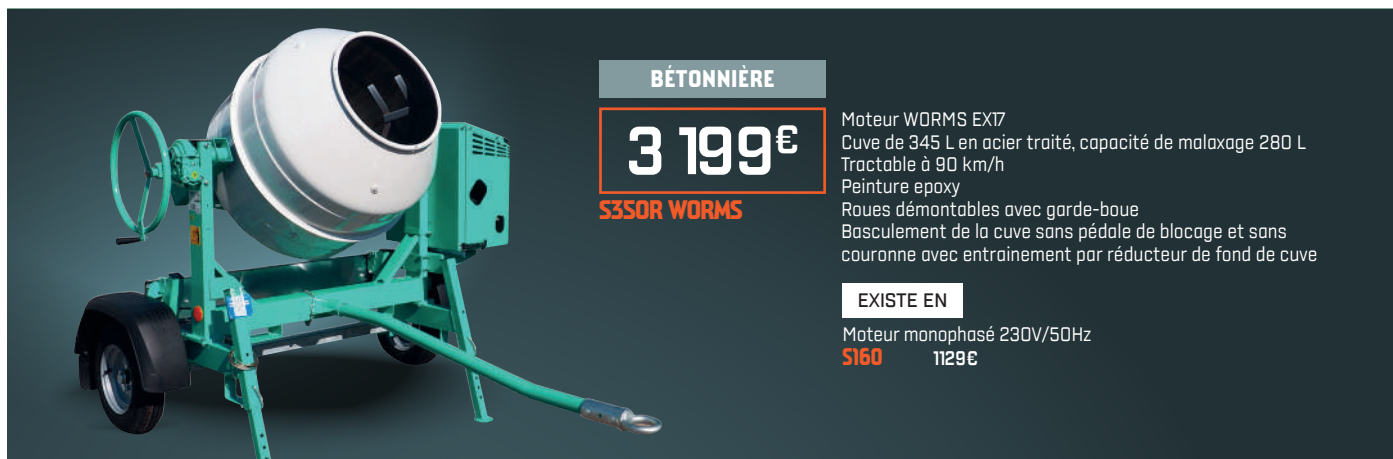 BÉTONNIÈRE
3 199€
S350R WORMS
Moteur WORMS EX17
Cuve de 345 L en acier traité, capacité de malaxage 280 L
Tractable à 90 km/h
Peinture epoxy
Roues démontables avec garde-boue
Basculement de la cuve sans pédale de blocage et sans
couronne avec entrainement par réducteur de fond de cuve
EXISTE EN
Moteur monophasé 230V/50Hz
S160 1129€